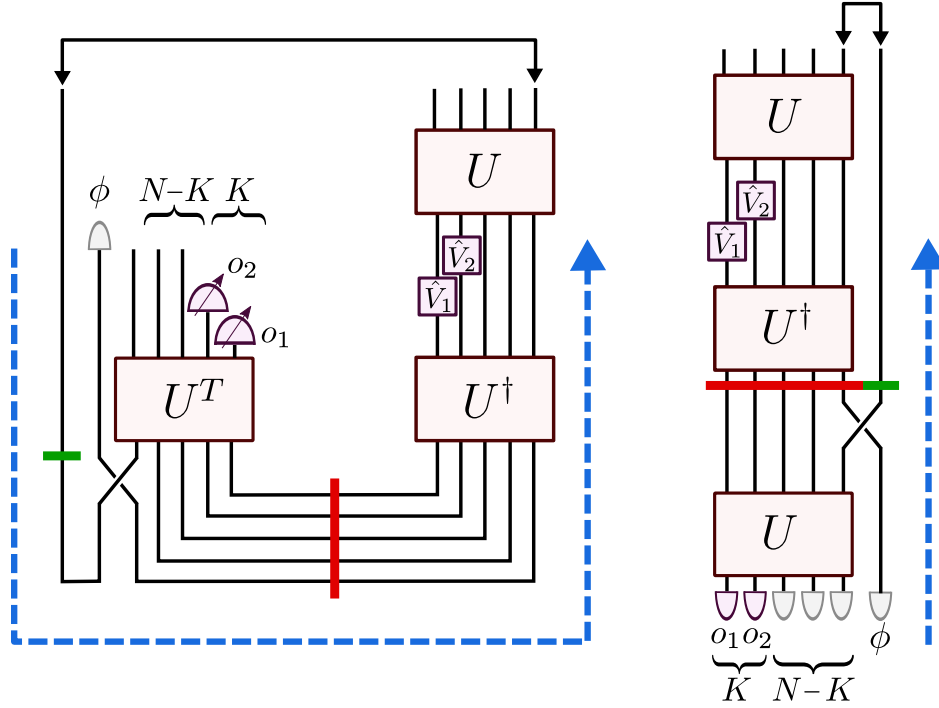 U
U
ϕ
N−K K
V̂₂
V̂₂
o₂
V̂₁
V̂₁
o₁
U^T
U^†
U^†
U
o₁ o₂
ϕ
K
N−K